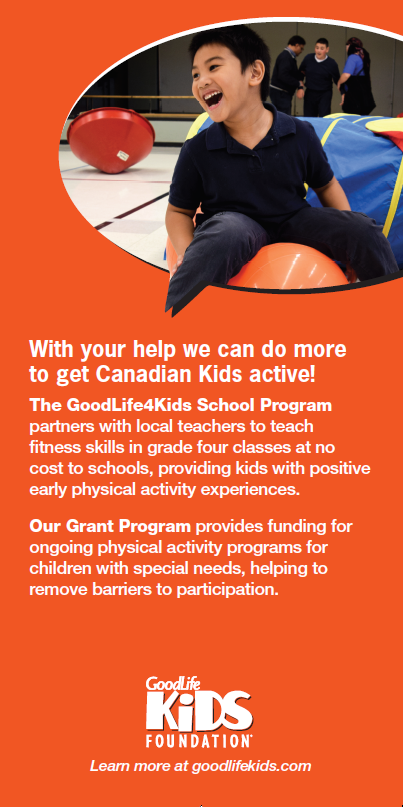 With your help we can do more
to get Canadian Kids active!
The GoodLife4Kids School Program
partners with local teachers to teach
fitness skills in grade four classes at no
cost to schools, providing kids with positive
early physical activity experiences.
Our Grant Program provides funding for
ongoing physical activity programs for
children with special needs, helping to
remove barriers to participation.
GoodLife
KiDS
FOUNDATION
Learn more at goodlifekids.com